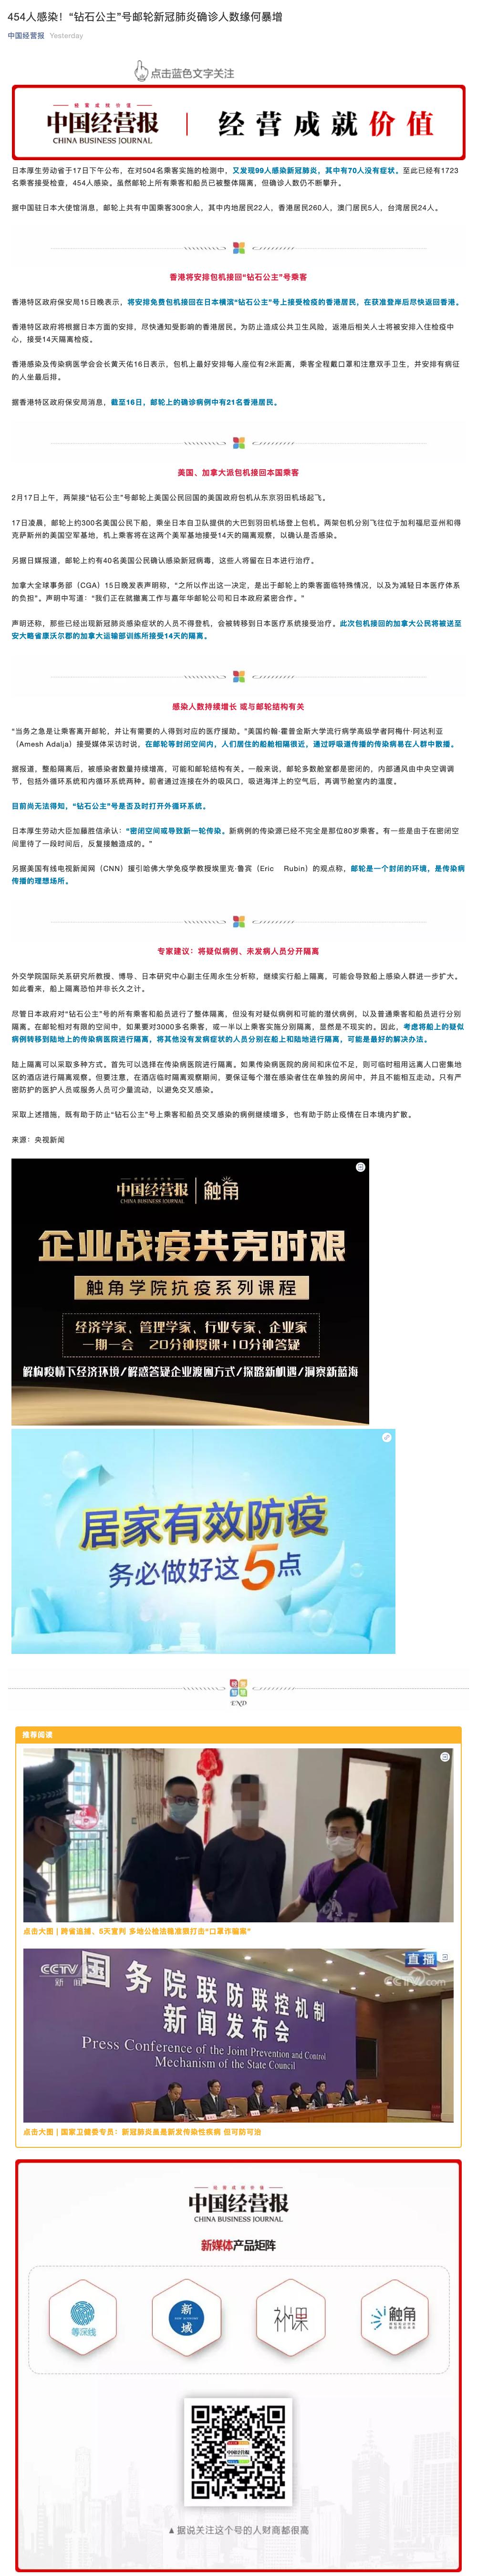 454人感染！“钻石公主”号邮轮新冠肺炎确诊人数缘何暴增
中国经营报 Yesterday
点击蓝色文字关注
经营成就价值
中国经营报
CHINA BUSINESS JOURNAL
经营成就价值
日本厚生劳动省于17日下午公布，在对504名乘客实施的检测中，又发现99人感染新冠肺炎，其中有70人没有症状。至此已经有1723
名乘客接受检查，454人感染。虽然邮轮上所有乘客和船员已被整体隔离，但确诊人数仍不断攀升。
据中国驻日本大使馆消息，邮轮上共有中国乘客300余人，其中内地居民22人，香港居民260人，澳门居民5人，台湾居民24人。
香港将安排包机接回“钻石公主”号乘客
香港特区政府保安局15日晚表示，将安排免费包机接回在日本横滨“钻石公主”号上接受检疫的香港居民，在获准登岸后尽快返回香港。
香港特区政府将根据日本方面的安排，尽快通知受影响的香港居民。为防止造成公共卫生风险，返港后相关人士将被安排入住检疫中
心，接受14天隔离检疫。
香港感染及传染病医学会会长黄天佑16日表示，包机上最好安排每人座位有2米距离，乘客全程戴口罩和注意双手卫生，并安排有病征
的人坐最后排。
据香港特区政府保安局消息，截至16日，邮轮上的确诊病例中有21名香港居民。
美国、加拿大派包机接回本国乘客
2月17日上午，两架接“钻石公主”号邮轮上美国公民回国的美国政府包机从东京羽田机场起飞。
17日凌晨，邮轮上约300名美国公民下船，乘坐日本自卫队提供的大巴到羽田机场登上包机。两架包机分别飞往位于加利福尼亚州和得
克萨斯州的美国空军基地，机上乘客将在这两个美军基地接受14天的隔离观察，以确认是否感染。
另据日媒报道，邮轮上约有40名美国公民确认感染新冠病毒，这些人将留在日本进行治疗。
加拿大全球事务部（CGA）15日晚发表声明称，“之所以作出这一决定，是出于邮轮上的乘客面临特殊情况，以及为减轻日本医疗体系
的负担”。声明中写道：“我们正在就撤离工作与嘉年华邮轮公司和日本政府紧密合作。”
声明还称，那些已经出现新冠肺炎感染症状的人员不得登机，会被转移到日本医疗系统接受治疗。此次包机接回的加拿大公民将被送至
安大略省康沃尔郡的加拿大运输部训练所接受14天的隔离。
感染人数持续增长 或与邮轮结构有关
“当务之急是让乘客离开邮轮，并让有需要的人得到对应的医疗援助。”美国约翰·霍普金斯大学流行病学高级学者阿梅什·阿达利亚
（Amesh Adalja）接受媒体采访时说，在邮轮等封闭空间内，人们居住的船舱相隔很近，通过呼吸道传播的传染病易在人群中散播。
据报道，整船隔离后，被感染者数量持续增高，可能和邮轮结构有关。一般来说，邮轮多数舱室都是密闭的，内部通风由中央空调调
节，包括外循环系统和内循环系统两种。前者通过连接在外的吸风口，吸进海洋上的空气后，再调节舱室内的温度。
目前尚无法得知，“钻石公主”号是否及时打开外循环系统。
日本厚生劳动大臣加藤胜信承认：“密闭空间或导致新一轮传染。新病例的传染源已经不完全是那位80岁乘客。有一些是由于在密闭空
间里待了一段时间后，反复接触造成的。”
另据美国有线电视新闻网（CNN）援引哈佛大学免疫学教授埃里克·鲁宾（Eric Rubin）的观点称，邮轮是一个封闭的环境，是传染病
传播的理想场所。
专家建议：将疑似病例、未发病人员分开隔离
外交学院国际关系研究所教授、博导、日本研究中心副主任周永生分析称，继续实行船上隔离，可能会导致船上感染人群进一步扩大。
如此看来，船上隔离恐怕并非长久之计。
尽管日本政府对“钻石公主”号的所有乘客和船员进行了整体隔离，但没有对疑似病例和可能的潜伏病例，以及普通乘客和船员进行分别
隔离。在邮轮相对有限的空间中，如果要对3000多名乘客，或一半以上乘客实施分别隔离，显然是不现实的。因此，考虑将船上的疑似
病例转移到陆地上的传染病医院进行隔离，将其他没有发病症状的人员分别在船上和陆地进行隔离，可能是最好的解决办法。
陆上隔离可以采取多种方式。首先可以选择在传染病医院进行隔离。如果传染病医院的房间和床位不足，则可临时租用远离人口密集地
区的酒店进行隔离观察。但要注意，在酒店临时隔离观察期间，要保证每个潜在感染者住在单独的房间中，并且不能相互走动。只有严
密防护的医护人员或服务人员可少量流动，以避免交叉感染。
采取上述措施，既有助于防止“钻石公主”号上乘客和船员交叉感染的病例继续增多，也有助于防止疫情在日本境内扩散。
来源：央视新闻
中国经营报 触角
CHINA BUSINESS JOURNAL
企业战疫共克时艰
触角学院抗疫系列课程
经济学家、管理学家、行业专家、企业家
一期一会 20分钟授课+10分钟答疑
解构疫情下经济环境/解惑答疑企业渡困方式/探路新机遇/洞察新蓝海
居家有效防疫
务必做好这5点
END
推荐阅读
点击大图 | 跨省追捕、8天宣判 多地公检法精准狠打击“口罩诈骗案”
CCTV 新闻
直播
国务院联防联控机制
新闻发布会
Press Conference of the Joint Prevention and Control
Mechanism of the State Council
点击大图 | 国家卫健委专员：新冠肺炎虽是新发传染性疾病 但可防可治
经营成就价值
中国经营报
CHINA BUSINESS JOURNAL
新媒体产品矩阵
等深线
新域
触角
中国经营报
▲据说关注这个号的人财商都很高